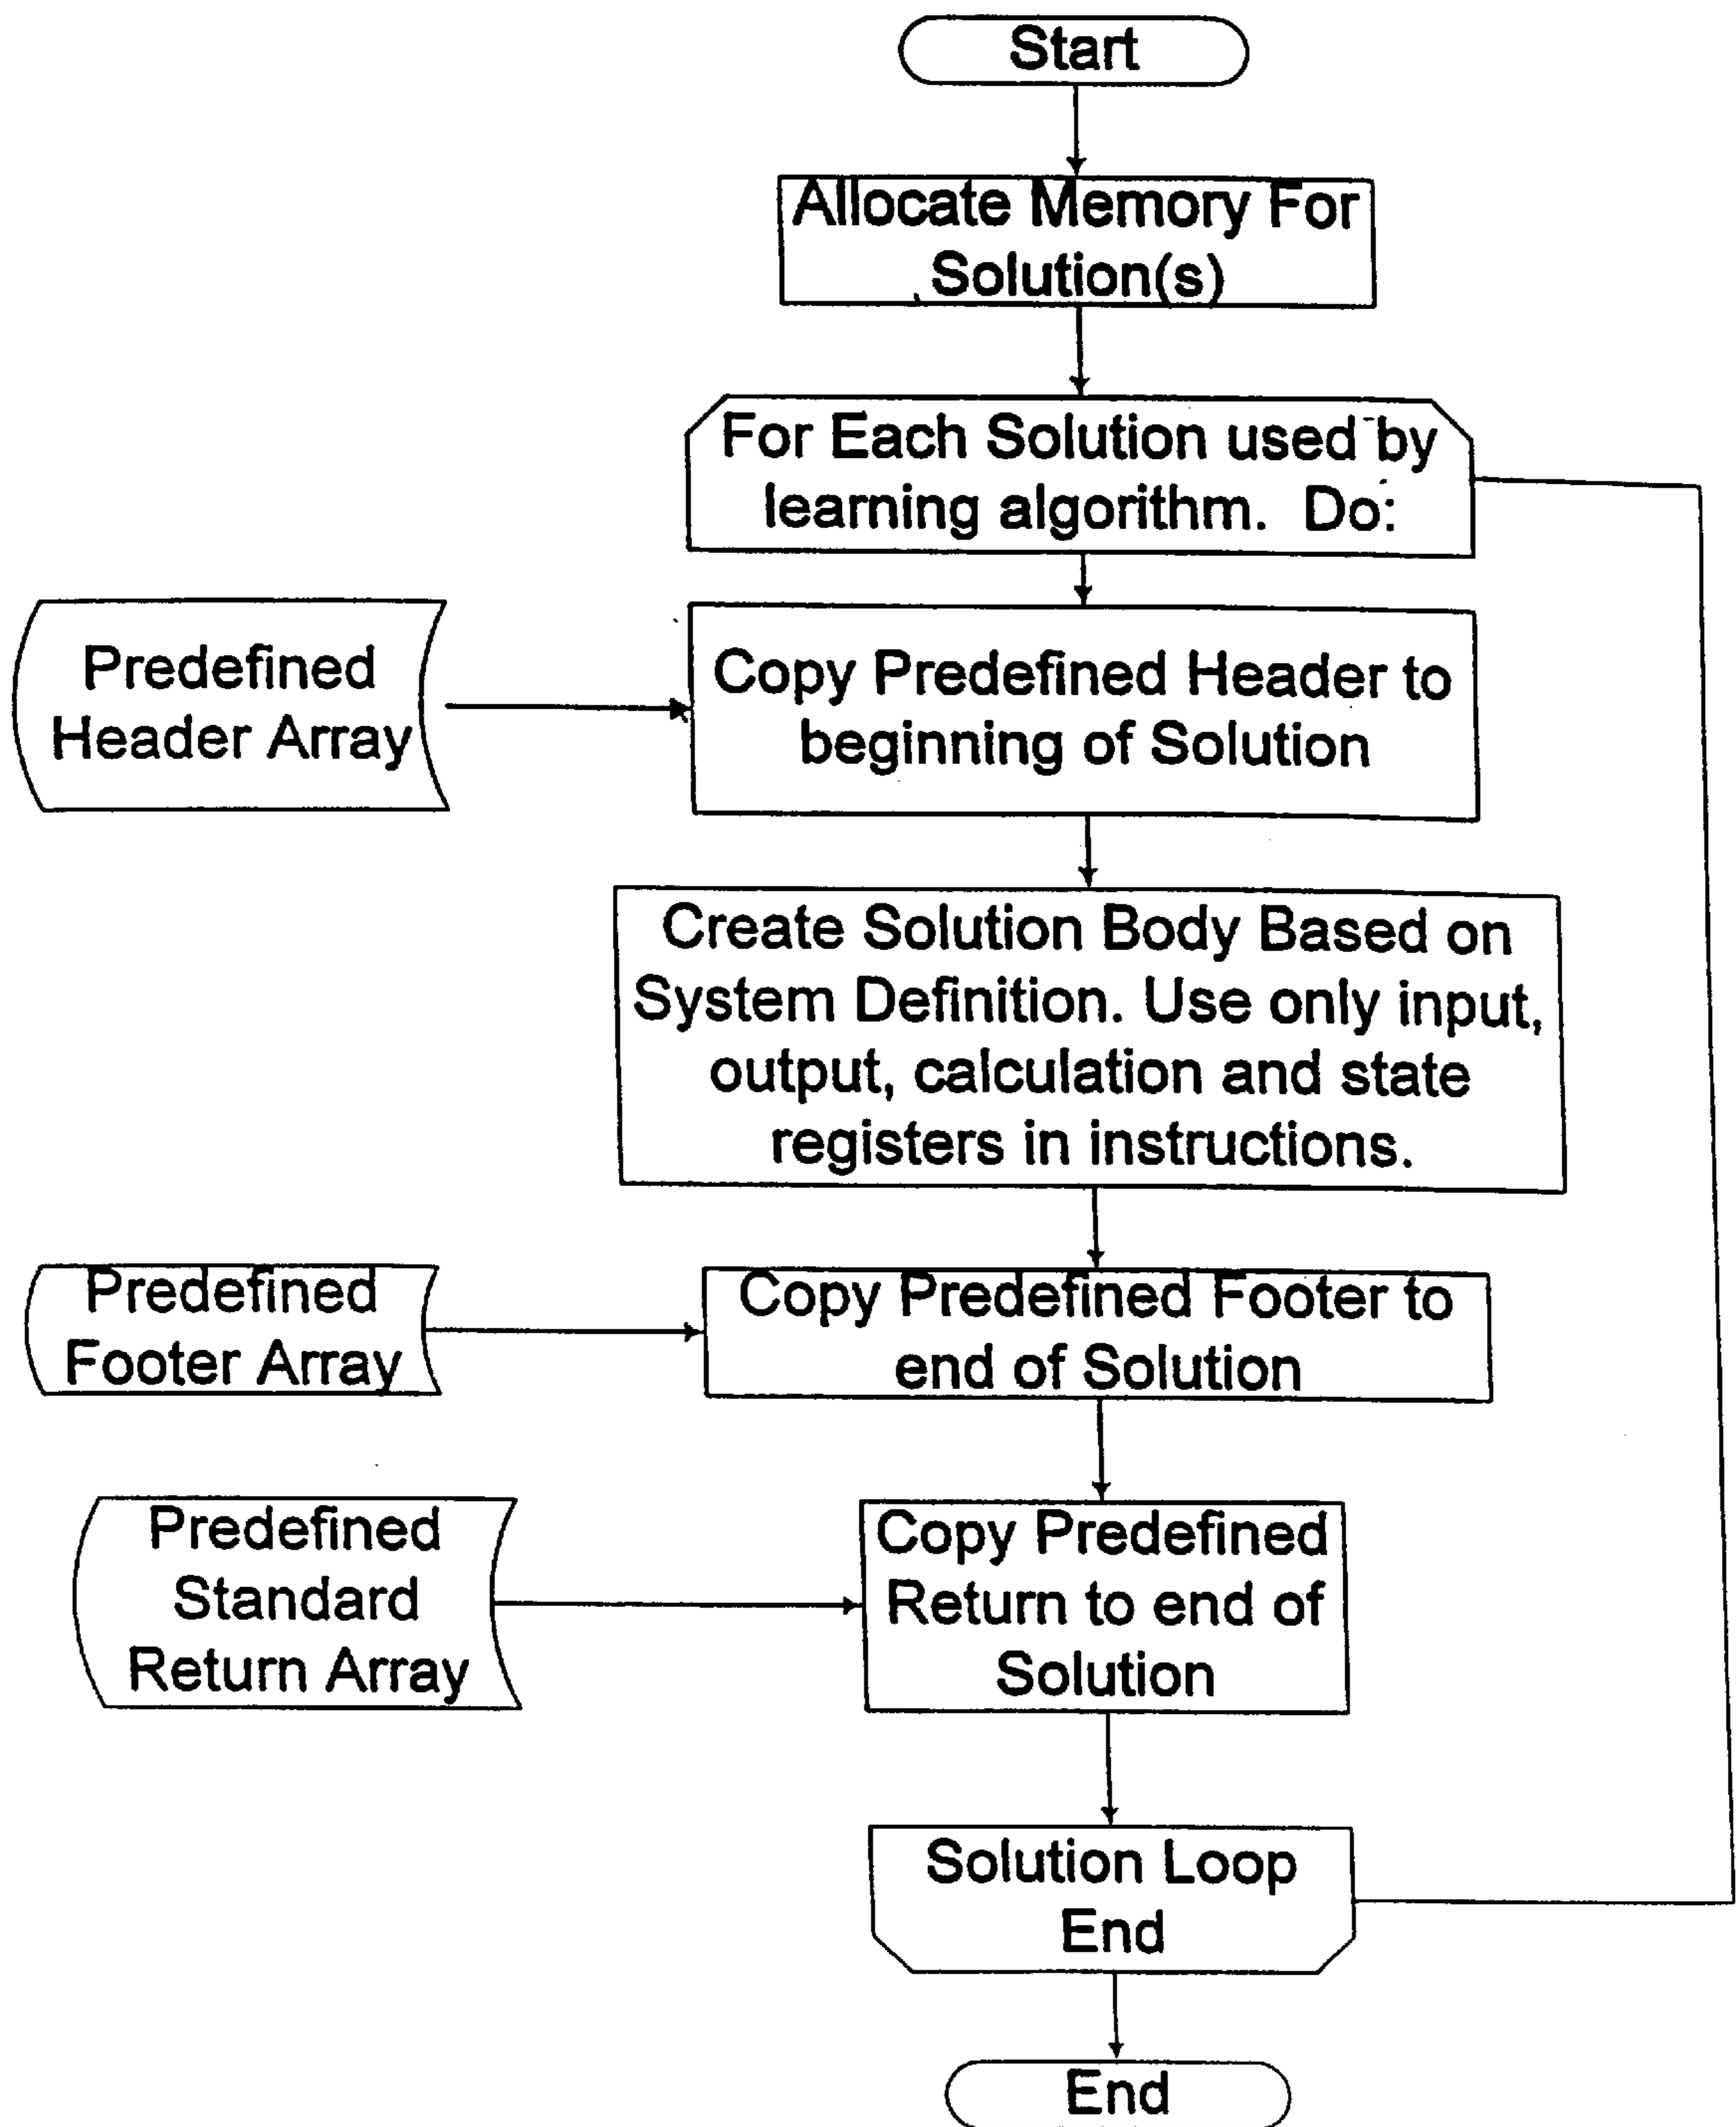 Start
Allocate Memory For
Solution(s)
For Each Solution used by
learning algorithm. Do:
Predefined
Header Array
Copy Predefined Header to
beginning of Solution
Create Solution Body Based on
System Definition. Use only input,
output, calculation and state
registers in instructions.
Predefined
Footer Array
Copy Predefined Footer to
end of Solution
Predefined
Standard
Return Array
Copy Predefined
Return to end of
Solution
Solution Loop
End
End